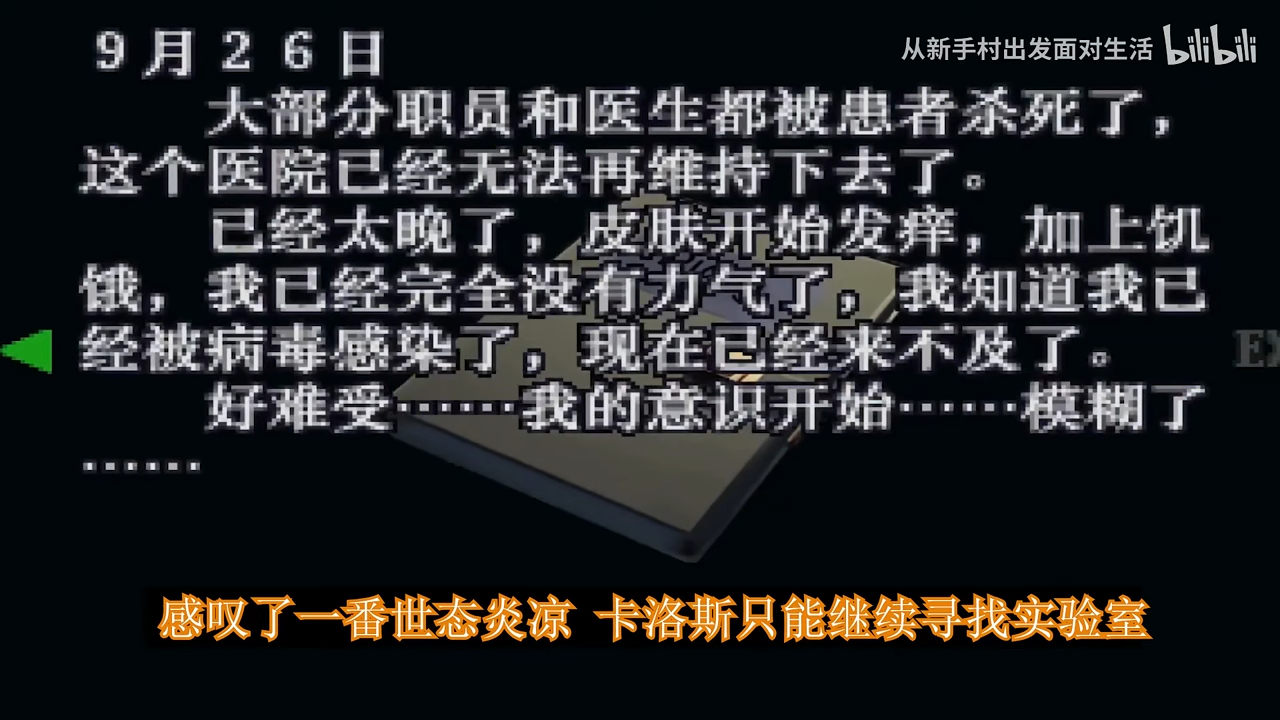 从新手村出发面对生活 bilibili
9月26日
大部分职员和医生都被患者杀死了，
这个医院已经无法再维持下去了。
已经太晚了，皮肤开始发痒，加上饥
饿，我已经完全没有力气了，我知道我已
经被病毒感染了，现在已经来不及了。
好难受……我的意识开始……模糊了
……
感叹了一番世态炎凉 卡洛斯只能继续寻找实验室